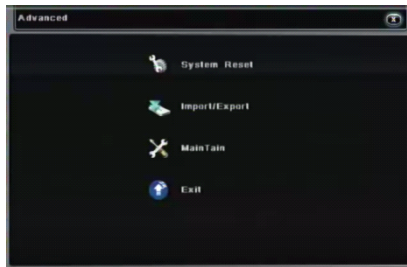 Advanced
System Reset
Import/Export
MainTain
Exit